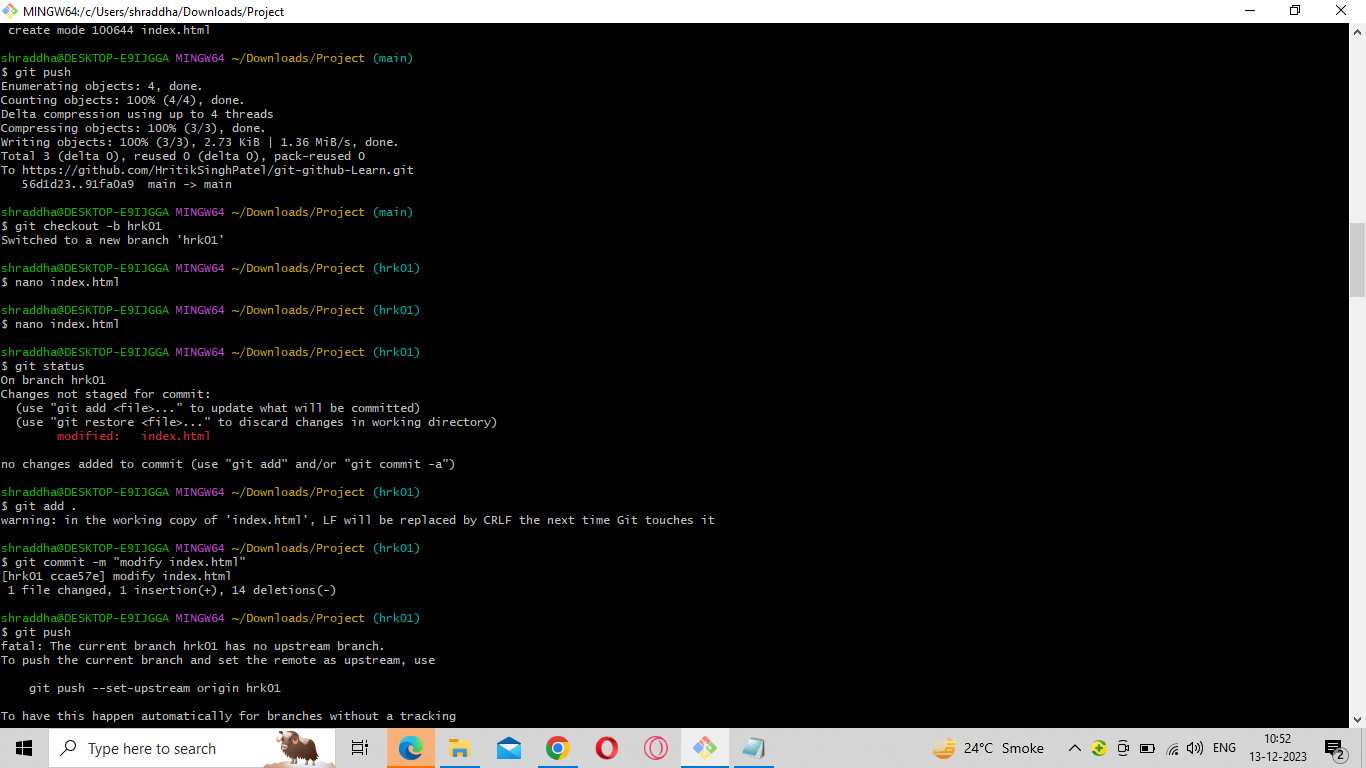 MINGW64:/c/Users/shraddha/Downloads/Project
create mode 100644 index.html
shraddha@DESKTOP-E9IJGGA MINGW64 ~/Downloads/Project (main)
$ git push
Enumerating objects: 4, done.
Counting objects: 100% (4/4), done.
Delta compression using up to 4 threads
Compressing objects: 100% (3/3), done.
Writing objects: 100% (3/3), 2.73 KiB | 1.36 MiB/s, done.
Total 3 (delta 0), reused 0 (delta 0), pack-reused 0
To https://github.com/HritikSinghPatel/git-github-Learn.git
   56d1d23..91fa0a9  main -> main
shraddha@DESKTOP-E9IJGGA MINGW64 ~/Downloads/Project (main)
$ git checkout -b hrk01
Switched to a new branch 'hrk01'
shraddha@DESKTOP-E9IJGGA MINGW64 ~/Downloads/Project (hrk01)
$ nano index.html
shraddha@DESKTOP-E9IJGGA MINGW64 ~/Downloads/Project (hrk01)
$ nano index.html
shraddha@DESKTOP-E9IJGGA MINGW64 ~/Downloads/Project (hrk01)
$ git status
On branch hrk01
Changes not staged for commit:
  (use "git add <file>..." to update what will be committed)
  (use "git restore <file>..." to discard changes in working directory)
        modified:   index.html
no changes added to commit (use "git add" and/or "git commit -a")
shraddha@DESKTOP-E9IJGGA MINGW64 ~/Downloads/Project (hrk01)
$ git add .
warning: in the working copy of 'index.html', LF will be replaced by CRLF the next time Git touches it
shraddha@DESKTOP-E9IJGGA MINGW64 ~/Downloads/Project (hrk01)
$ git commit -m "modify index.html"
[hrk01 ccae57e] modify index.html
 1 file changed, 1 insertion(+), 14 deletions(-)
shraddha@DESKTOP-E9IJGGA MINGW64 ~/Downloads/Project (hrk01)
$ git push
fatal: The current branch hrk01 has no upstream branch.
To push the current branch and set the remote as upstream, use
    git push --set-upstream origin hrk01
To have this happen automatically for branches without a tracking
Type here to search
24°C Smoke
ENG
10:52
13-12-2023
2